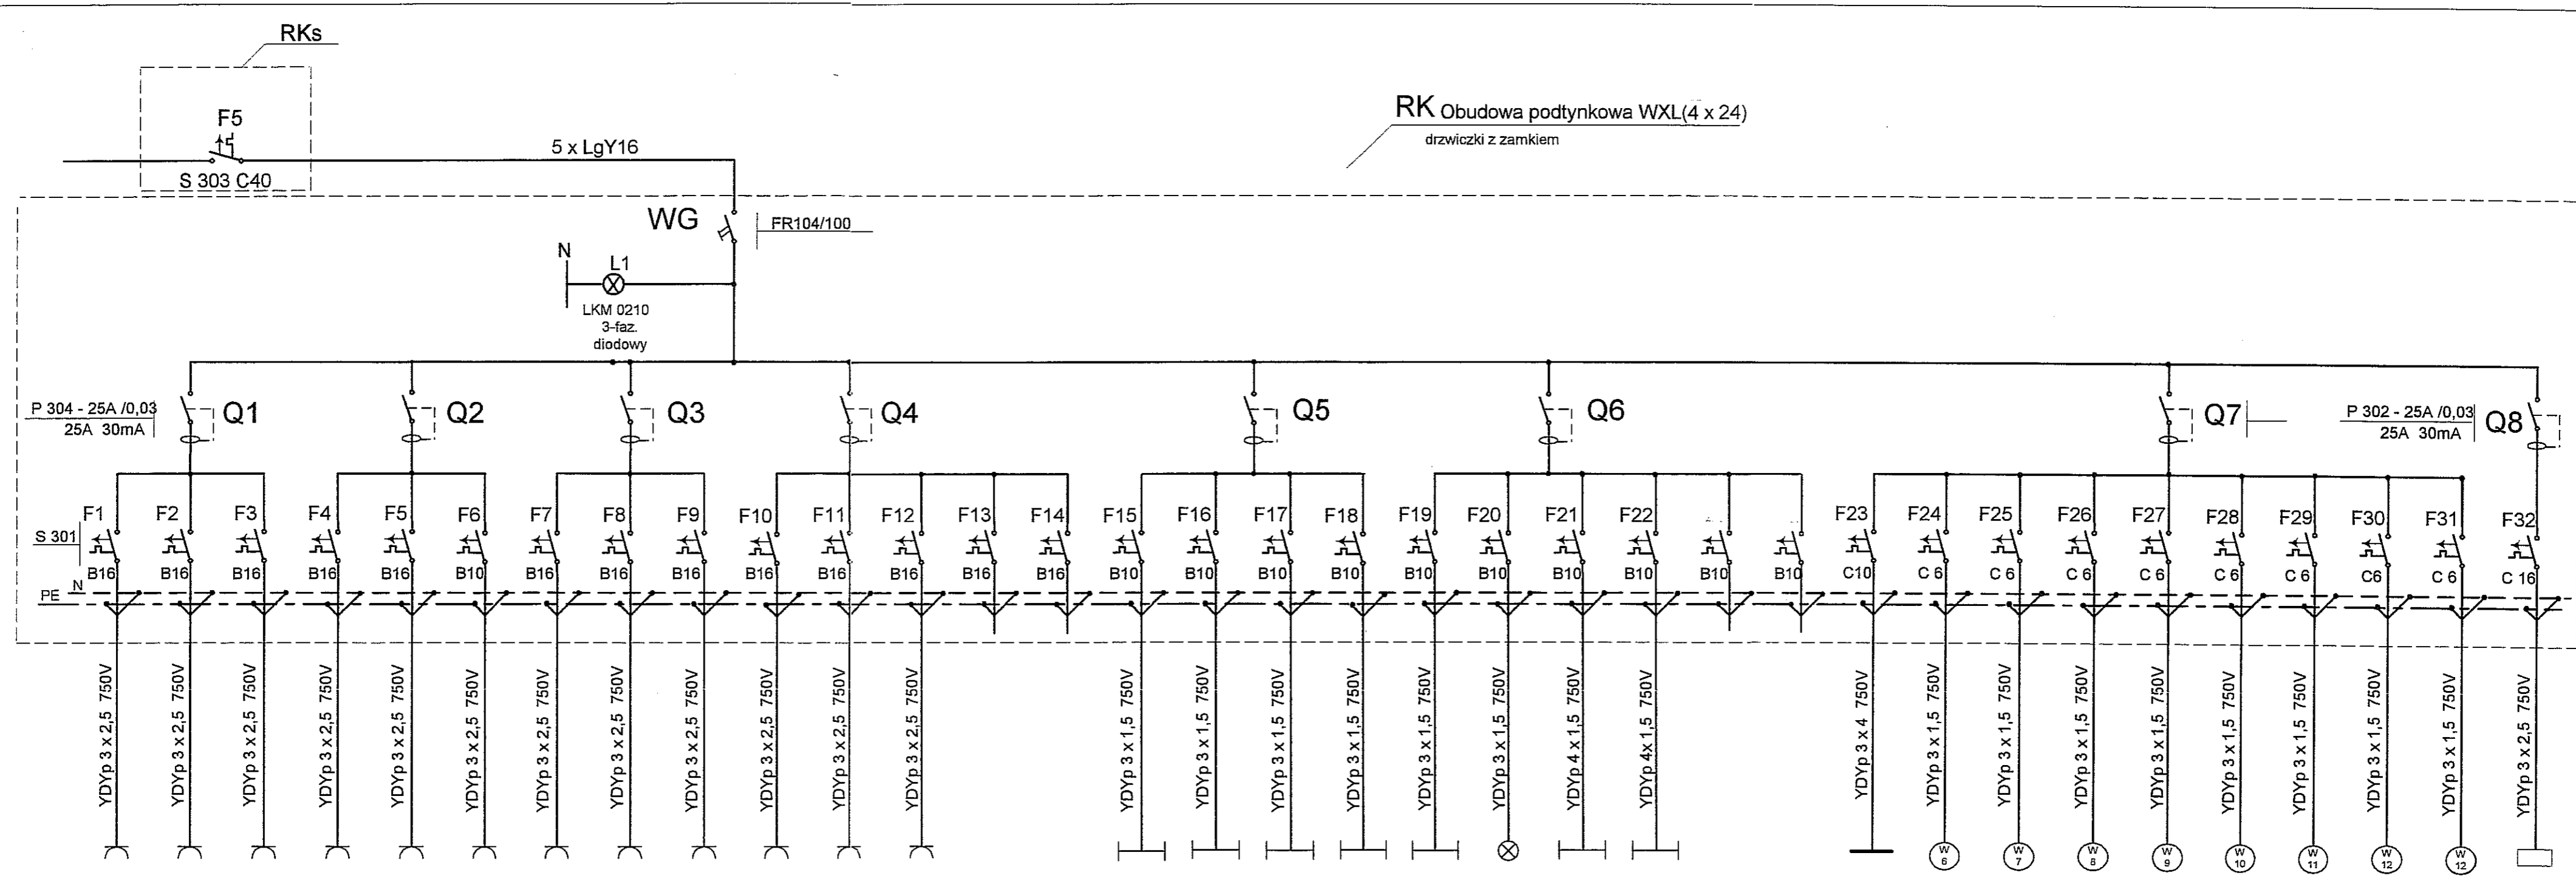 RKs
F5
S 303 C40
5 x LgY16
RK Obudowa podtynkowa WXL(4 x 24)
drzwiczki z zamkiem
WG
FR104/100
N
L1
LKM 0210
3-faz.
diodowy
P 304 - 25A /0,03
25A 30mA
Q1
Q2
Q3
Q4
Q5
Q6
Q7
P 302 - 25A /0,03
25A 30mA
Q8
F1 F2 F3 F4 F5 F6 F7 F8 F9 F10 F11 F12 F13 F14 F15 F16 F17 F18 F19 F20 F21 F22 F23 F24 F25 F26 F27 F28 F29 F30 F31 F32
S 301
B16 B16 B16 B16 B16 B10 B16 B16 B16 B16 B16 B16 B16 B16 B10 B10 B10 B10 B10 B10 B10 B10 B10 B10 C10 C 6 C 6 C 6 C 6 C 6 C 6 C6 C 6 C 16
N
PE
YDYp 3 x 2,5 750V
YDYp 3 x 2,5 750V
YDYp 3 x 2,5 750V
YDYp 3 x 2,5 750V
YDYp 3 x 2,5 750V
YDYp 3 x 2,5 750V
YDYp 3 x 2,5 750V
YDYp 3 x 2,5 750V
YDYp 3 x 2,5 750V
YDYp 3 x 2,5 750V
YDYp 3 x 2,5 750V
YDYp 3 x 2,5 750V
YDYp 3 x 1,5 750V
YDYp 3 x 1,5 750V
YDYp 3 x 1,5 750V
YDYp 3 x 1,5 750V
YDYp 3 x 1,5 750V
YDYp 3 x 1,5 750V
YDYp 4 x 1,5 750V
YDYp 4x 1,5 750V
YDYp 3 x 4 750V
YDYp 3 x 1,5 750V
YDYp 3 x 1,5 750V
YDYp 3 x 1,5 750V
YDYp 3 x 1,5 750V
YDYp 3 x 1,5 750V
YDYp 3 x 1,5 750V
YDYp 3 x 1,5 750V
YDYp 3 x 1,5 750V
YDYp 3 x 2,5 750V
W
6
W
7
W
8
W
9
W
10
W
11
W
12
W
12